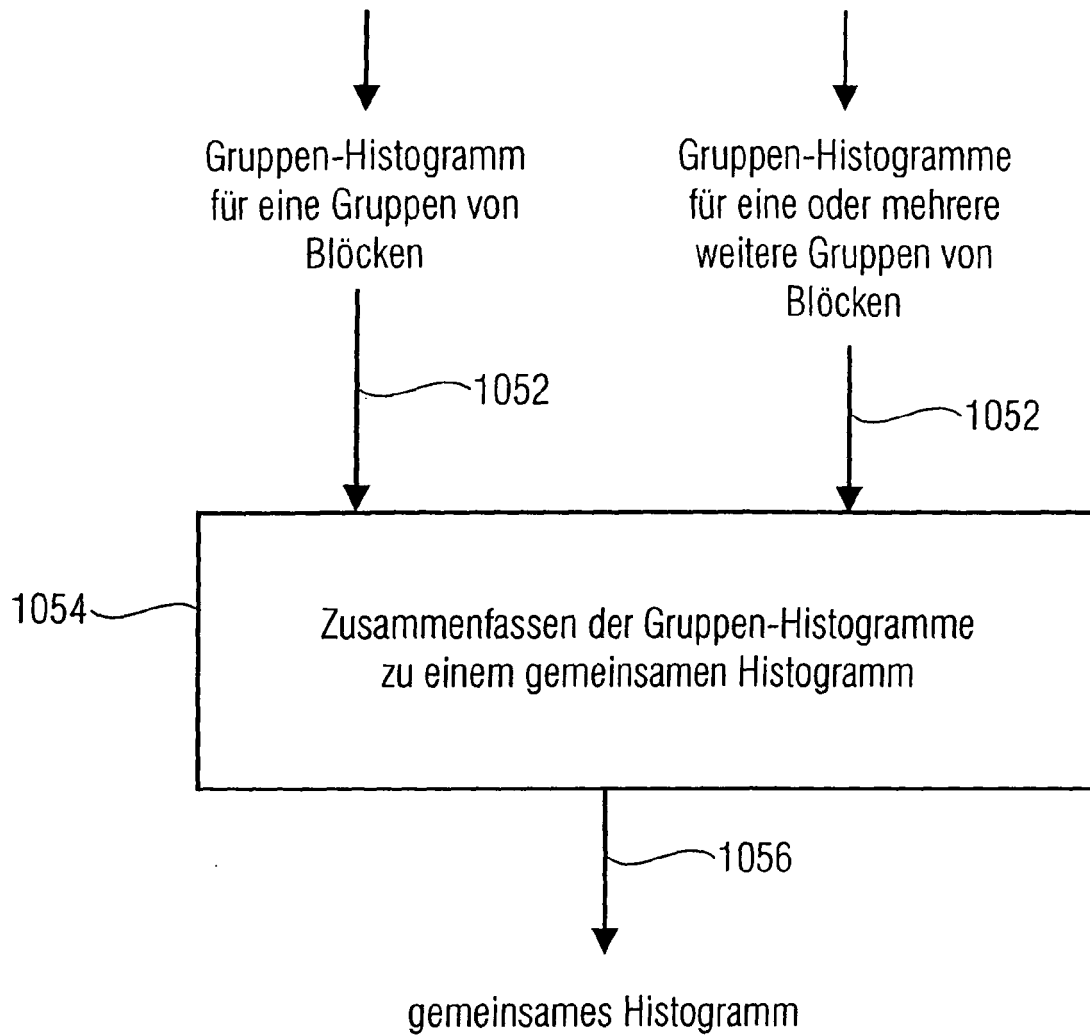 Gruppen-Histogramm
für eine Gruppen von
Blöcken
Gruppen-Histogramme
für eine oder mehrere
weitere Gruppen von
Blöcken
1052
1052
1054
Zusammenfassen der Gruppen-Histogramme
zu einem gemeinsamen Histogramm
1056
gemeinsames Histogramm